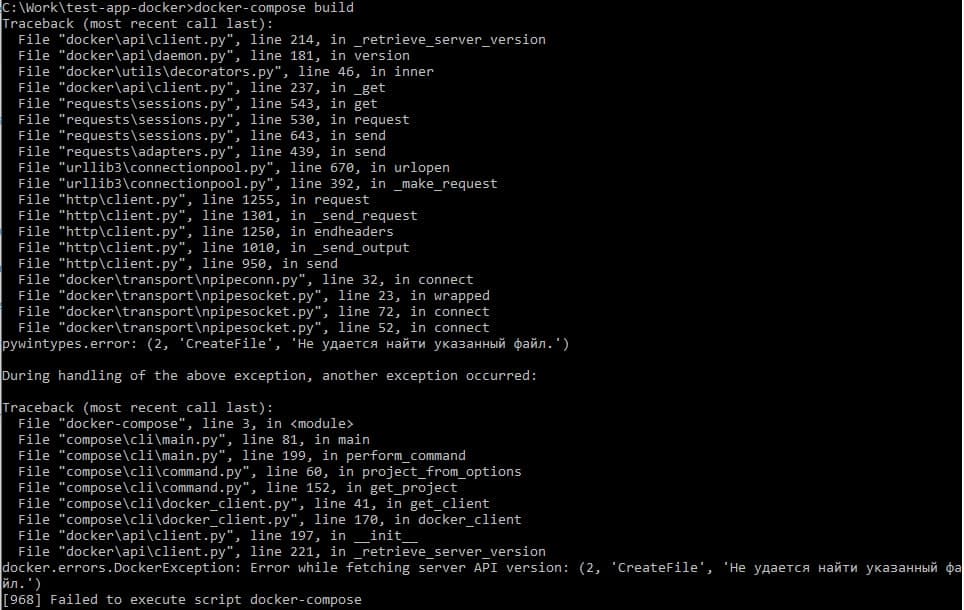 C:\Work\test-app-docker>docker-compose build
Traceback (most recent call last):
  File "docker\api\client.py", line 214, in _retrieve_server_version
  File "docker\api\daemon.py", line 181, in version
  File "docker\utils\decorators.py", line 46, in inner
  File "docker\api\client.py", line 237, in _get
  File "requests\sessions.py", line 543, in get
  File "requests\sessions.py", line 530, in request
  File "requests\sessions.py", line 643, in send
  File "requests\adapters.py", line 439, in send
  File "urllib3\connectionpool.py", line 670, in urlopen
  File "urllib3\connectionpool.py", line 392, in _make_request
  File "http\client.py", line 1255, in request
  File "http\client.py", line 1301, in _send_request
  File "http\client.py", line 1250, in endheaders
  File "http\client.py", line 1010, in _send_output
  File "http\client.py", line 950, in send
  File "docker\transport\npipeconn.py", line 32, in connect
  File "docker\transport\npipesocket.py", line 23, in wrapped
  File "docker\transport\npipesocket.py", line 72, in connect
  File "docker\transport\npipesocket.py", line 52, in connect
pywintypes.error: (2, 'CreateFile', 'Не удается найти указанный файл.')
During handling of the above exception, another exception occurred:
Traceback (most recent call last):
  File "docker-compose", line 3, in <module>
  File "compose\cli\main.py", line 81, in main
  File "compose\cli\main.py", line 199, in perform_command
  File "compose\cli\command.py", line 60, in project_from_options
  File "compose\cli\command.py", line 152, in get_project
  File "compose\cli\docker_client.py", line 41, in get_client
  File "compose\cli\docker_client.py", line 170, in docker_client
  File "docker\api\client.py", line 197, in __init__
  File "docker\api\client.py", line 221, in _retrieve_server_version
docker.errors.DockerException: Error while fetching server API version: (2, 'CreateFile', 'Не удается найти указанный фа
йл.')
[968] Failed to execute script docker-compose